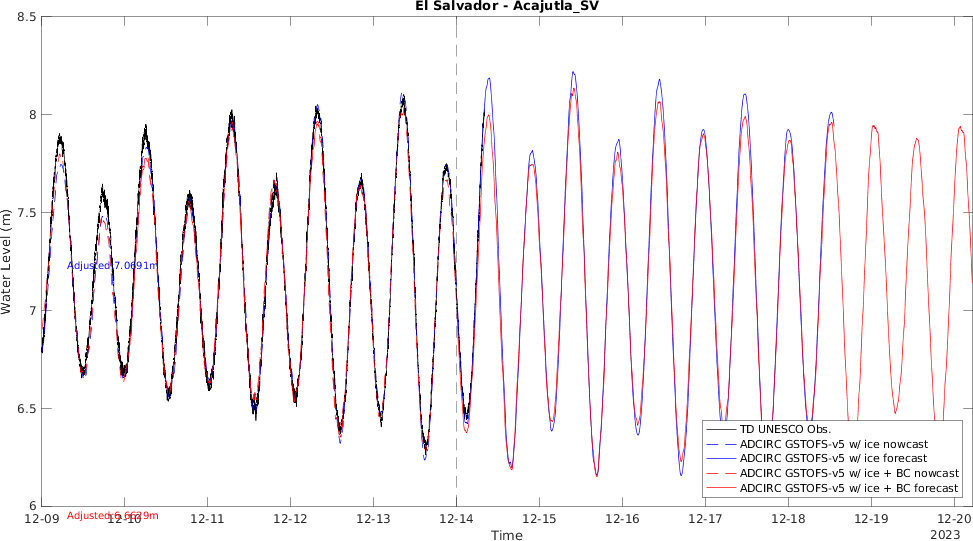 El Salvador - Acajutla_SV
8.5
8
7.5
7
6.5
6
Water Level (m)
Adjusted:7.0691m
Adjusted:6.6629m
TD UNESCO Obs.
ADCIRC GSTOFS-v5 w/ ice nowcast
ADCIRC GSTOFS-v5 w/ ice forecast
ADCIRC GSTOFS-v5 w/ ice + BC nowcast
ADCIRC GSTOFS-v5 w/ ice + BC forecast
12-09 12-10 12-11 12-12 12-13 12-14 12-15 12-16 12-17 12-18 12-19 12-20
Time
2023